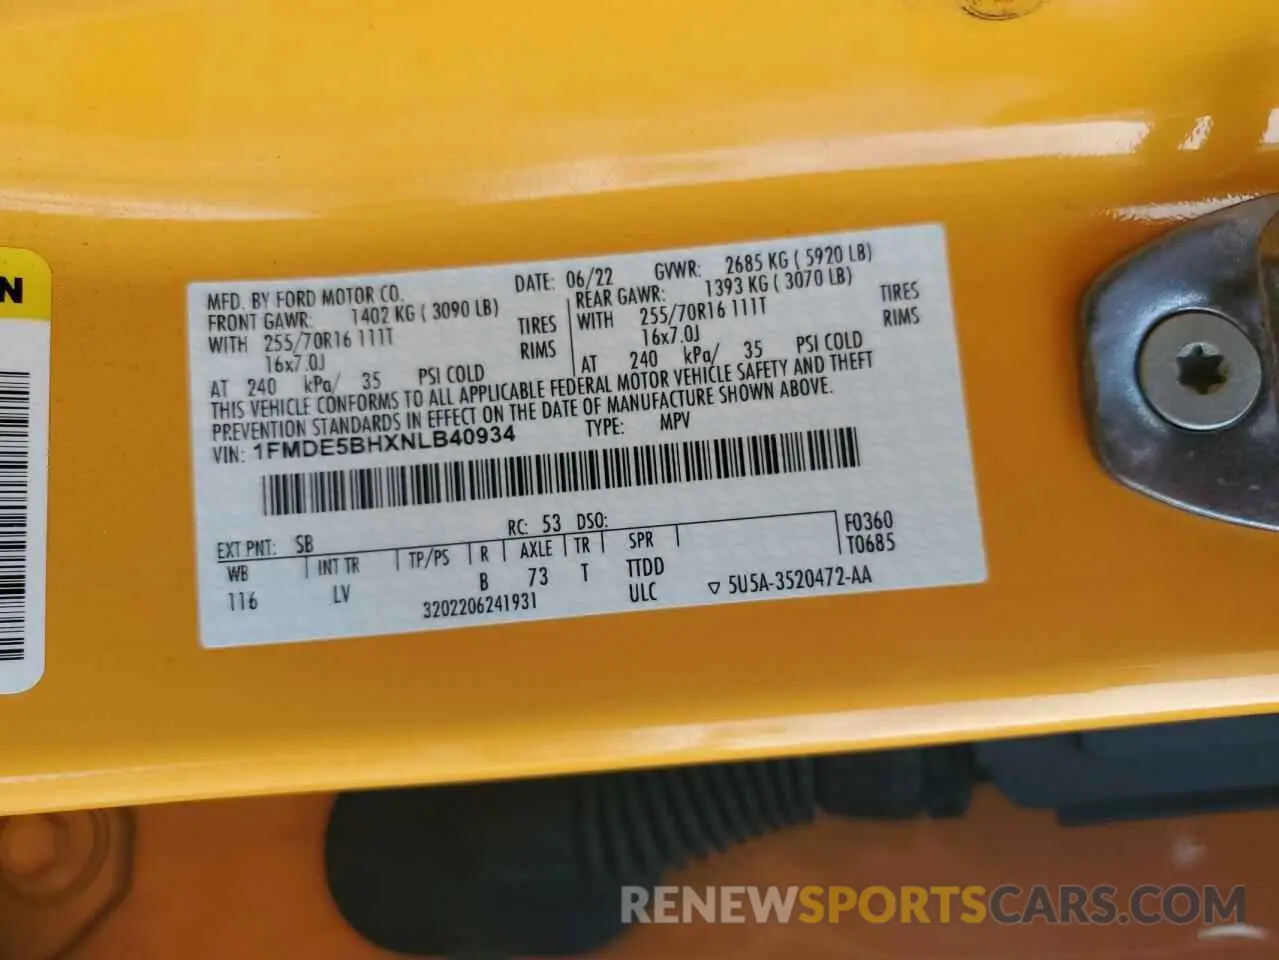 N
MFD. BY FORD MOTOR CO. DATE: 06/22 GVWR: 2685 KG ( 5920 LB)
FRONT GAWR: 1402 KG ( 3090 LB) REAR GAWR: 1393 KG ( 3070 LB)
WITH 255/70R16 111T TIRES WITH 255/70R16 111T TIRES
16x7.0J RIMS 16x7.0J RIMS
AT 240 kPa/ 35 PSI COLD AT 240 kPa/ 35 PSI COLD
THIS VEHICLE CONFORMS TO ALL APPLICABLE FEDERAL MOTOR VEHICLE SAFETY AND THEFT
PREVENTION STANDARDS IN EFFECT ON THE DATE OF MANUFACTURE SHOWN ABOVE.
VIN: 1FMDE5BHXNLB40934 TYPE: MPV
EXT PNT: SB RC: 53 DSO: F0360
WB INT TR TP/PS R AXLE TR SPR T0685
116 LV B 73 T TTDD
3202206241931 ULC ▽ 5U5A-3520472-AA
RENEWSPORTSCARS.COM